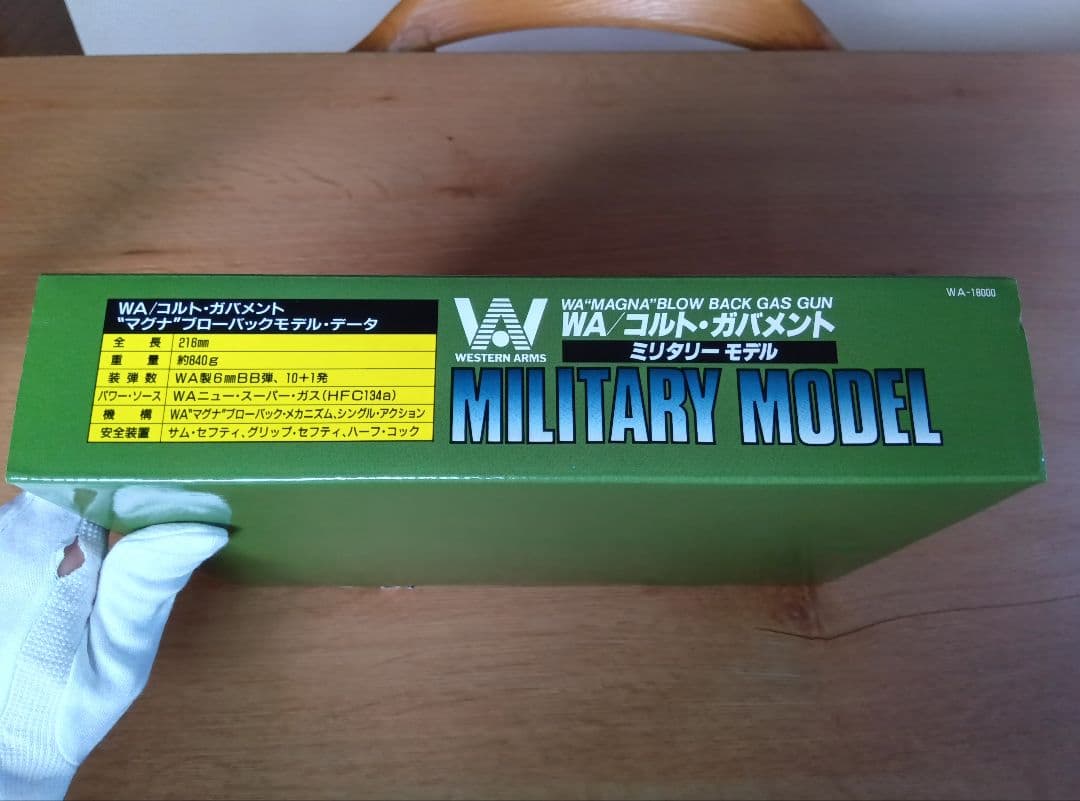 WA/コルト・ガバメント
"マグナ"ブローバックモデル・データ
全長 216mm
重量 約840g
装弾数 WA製6mmBB弾、10+1発
パワー・ソース WAニュー・スーパー・ガス(HFC134a)
機構 WA"マグナ"ブローバック・メカニズム、シングル・アクション
安全装置 サム・セフティ、グリップ・セフティ、ハーフ・コック
WESTERN ARMS
WA"MAGNA"BLOW BACK GAS GUN
WA/コルト・ガバメント
ミリタリー モデル
MILITARY MODEL
WA-18000